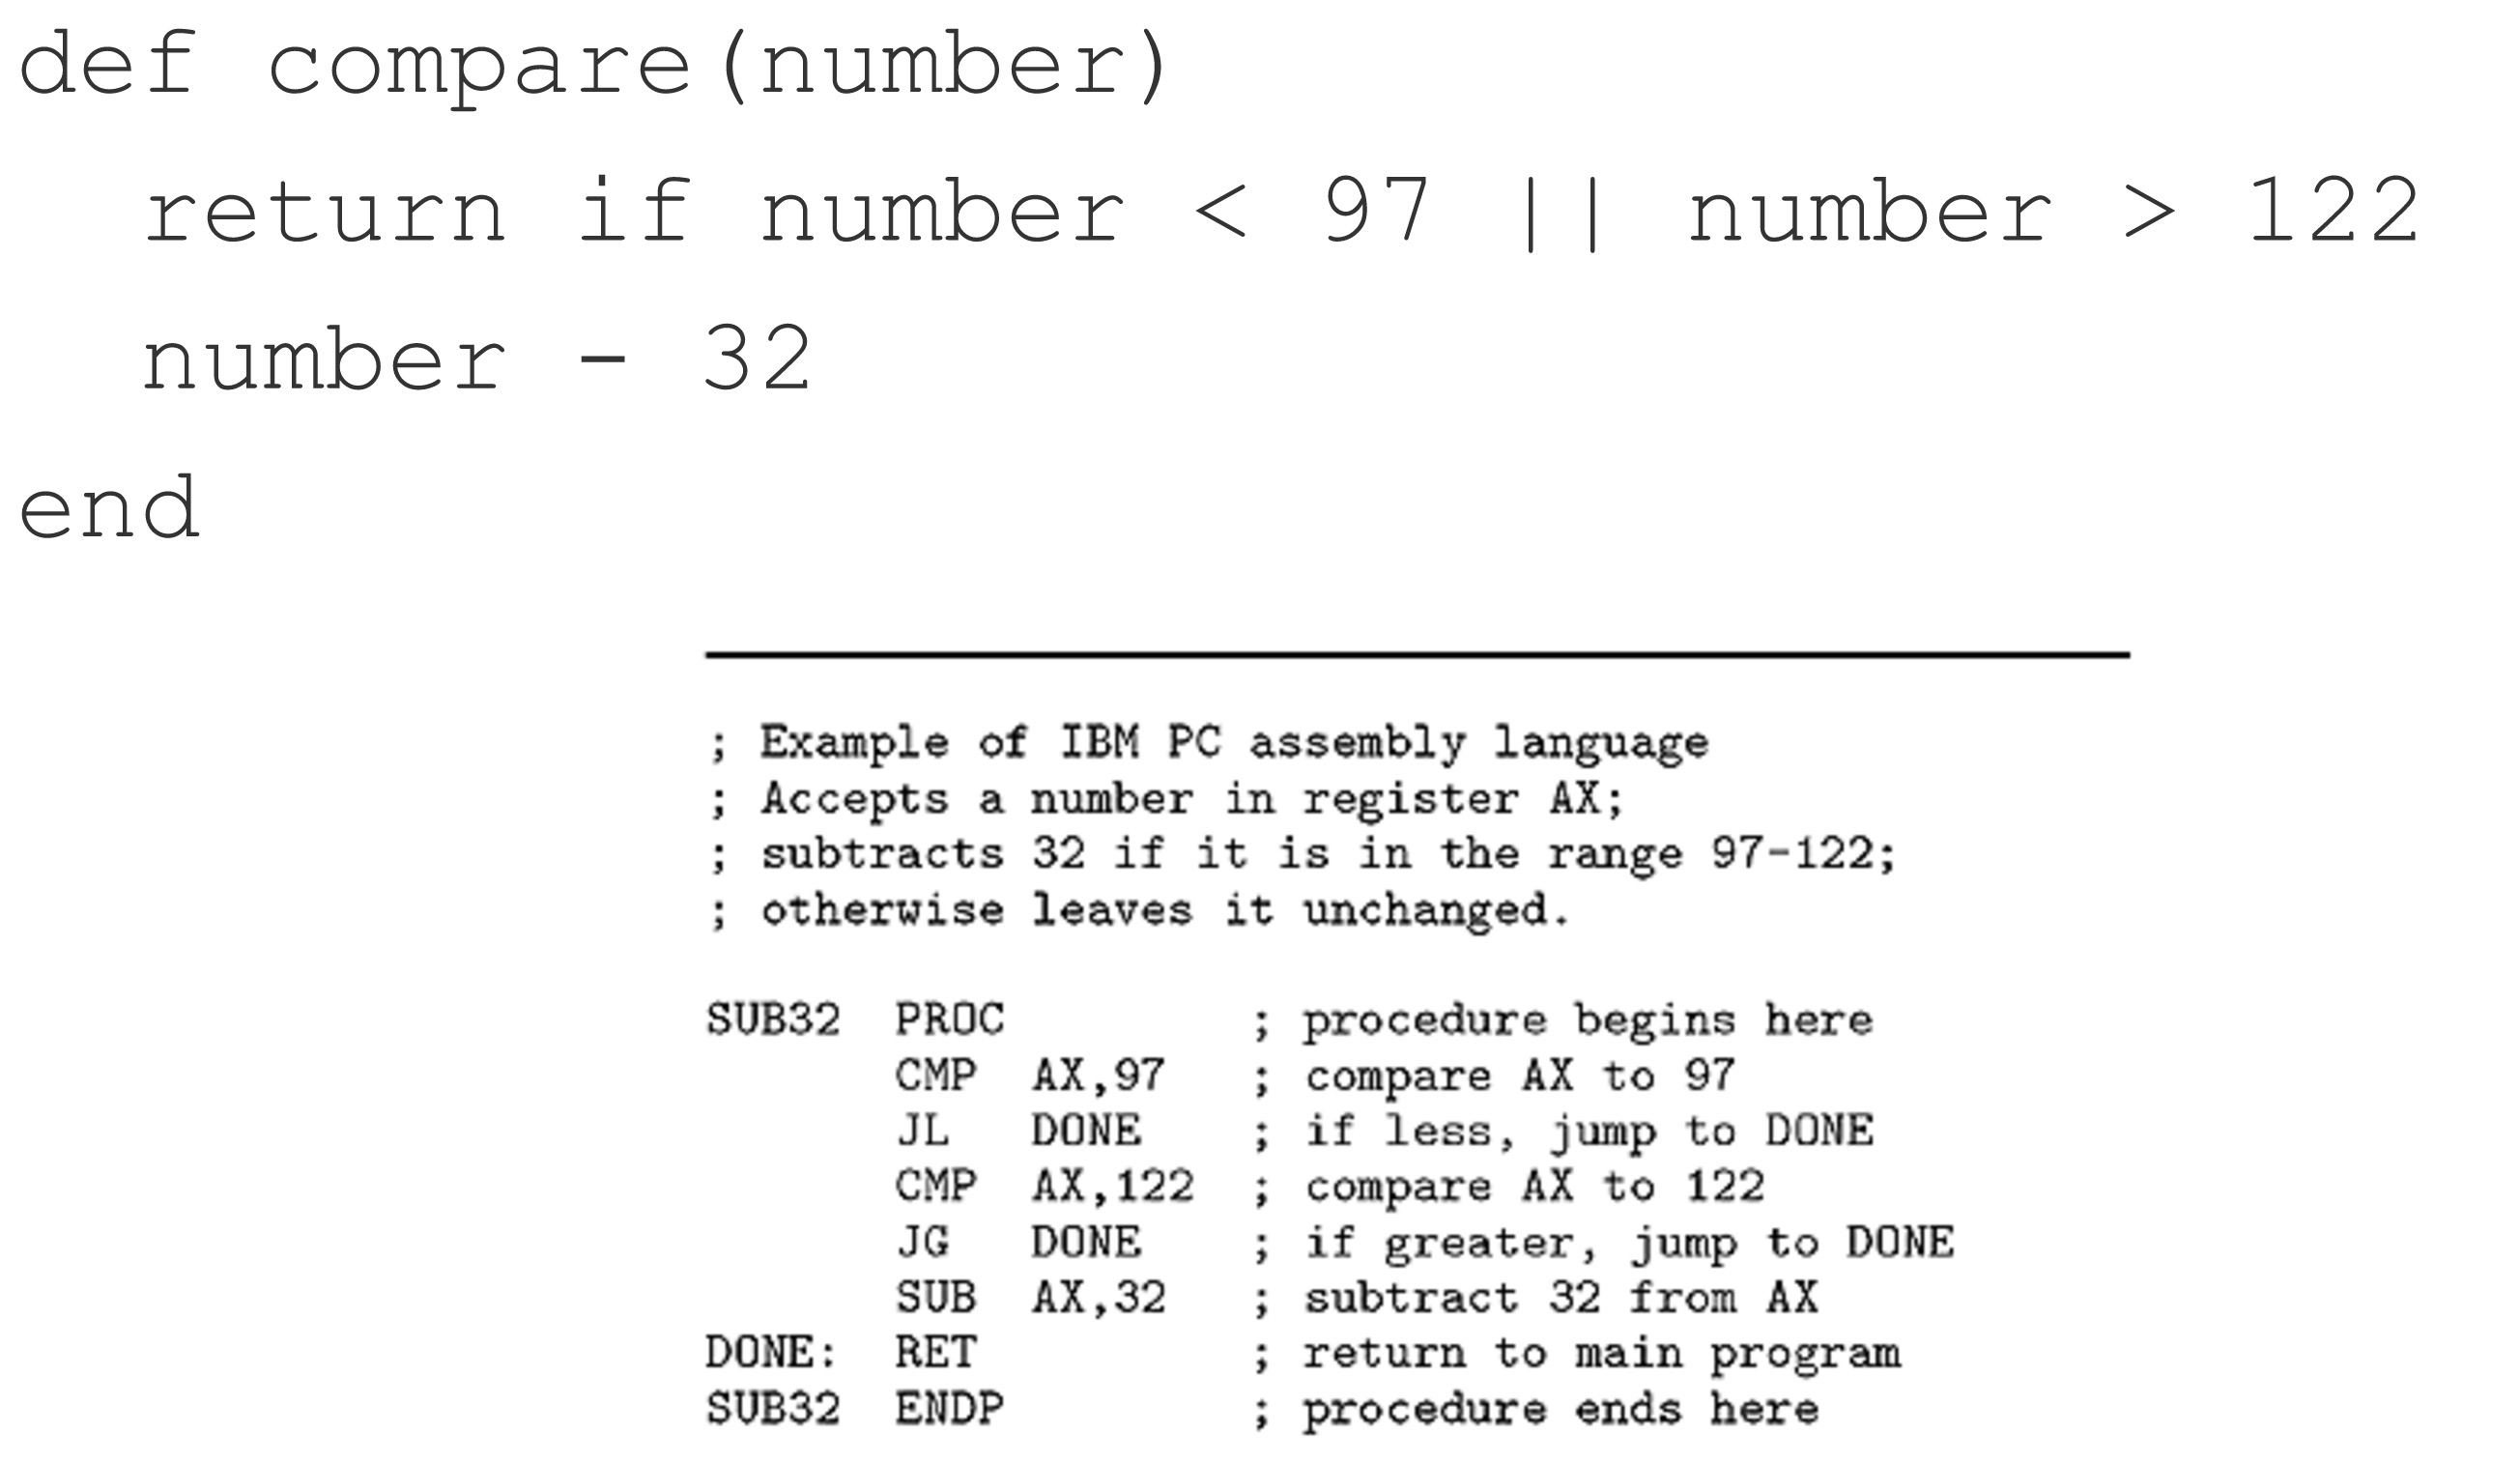 def compare(number)
  return if number < 97 || number > 122
  number - 32
end
; Example of IBM PC assembly language
; Accepts a number in register AX;
; subtracts 32 if it is in the range 97-122;
; otherwise leaves it unchanged.
SUB32  PROC         ; procedure begins here
       CMP  AX,97   ; compare AX to 97
       JL   DONE    ; if less, jump to DONE
       CMP  AX,122  ; compare AX to 122
       JG   DONE    ; if greater, jump to DONE
       SUB  AX,32   ; subtract 32 from AX
DONE:  RET          ; return to main program
SUB32  ENDP         ; procedure ends here